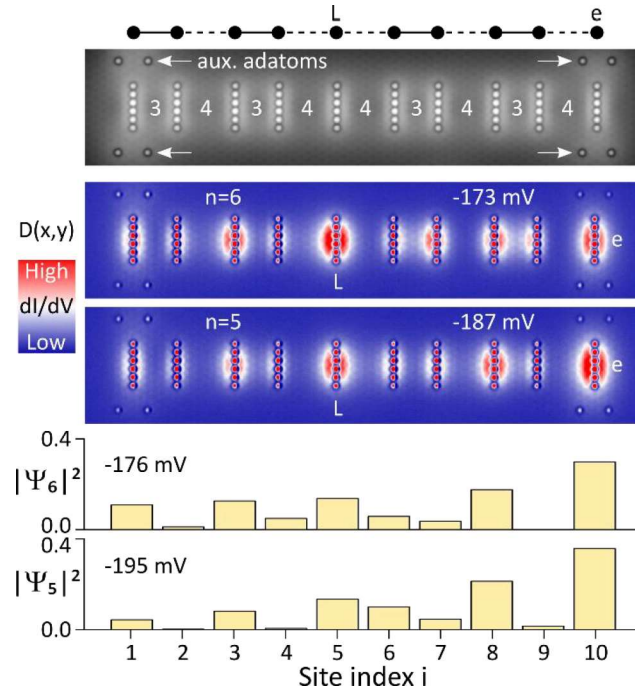 L e
aux. adatoms
3 4 3 4 4 3 4 3 4
D(x,y)
High
dI/dV
Low
n=6 -173 mV
e
L
n=5 -187 mV
e
L
0.4
|Ψ₆|²
0.0
-176 mV
0.4
|Ψ₅|²
0
-195 mV
1 2 3 4 5 6 7 8 9 10
Site index i